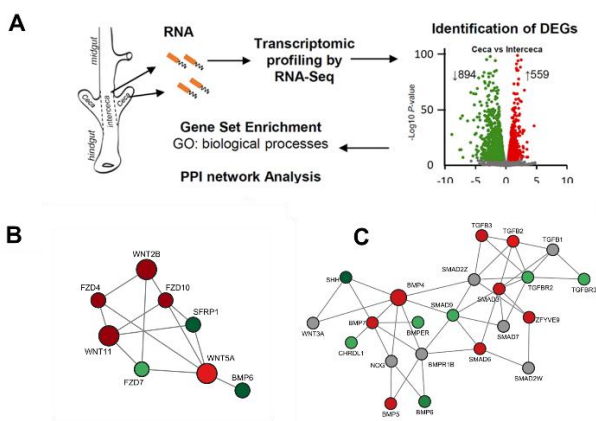 A
midgut
Ceca
interceca
Ceca
hindgut
RNA
Transcriptomic
profiling by
RNA-Seq
Gene Set Enrichment
GO: biological processes
PPI network Analysis
Identification of DEGs
Ceca vs Interceca
↓894
↑559
-Log10 P-value
100
50
0
-10
-5
0
5
10
B
WNT2B
FZD4
FZD10
SFRP1
WNT11
WNT5A
FZD7
BMP6
C
TGFB3
TGFB2
TGFB1
SMAD2Z
SHH
BMP4
SMAD3
TGFBR2
TGFBR3
SMAD9
WNT3A
BMP7
BMPER
ZFYVE9
SMAD7
CHRDL1
NOG
BMPR1B
SMAD6
SMAD2W
BMP5
BMP6